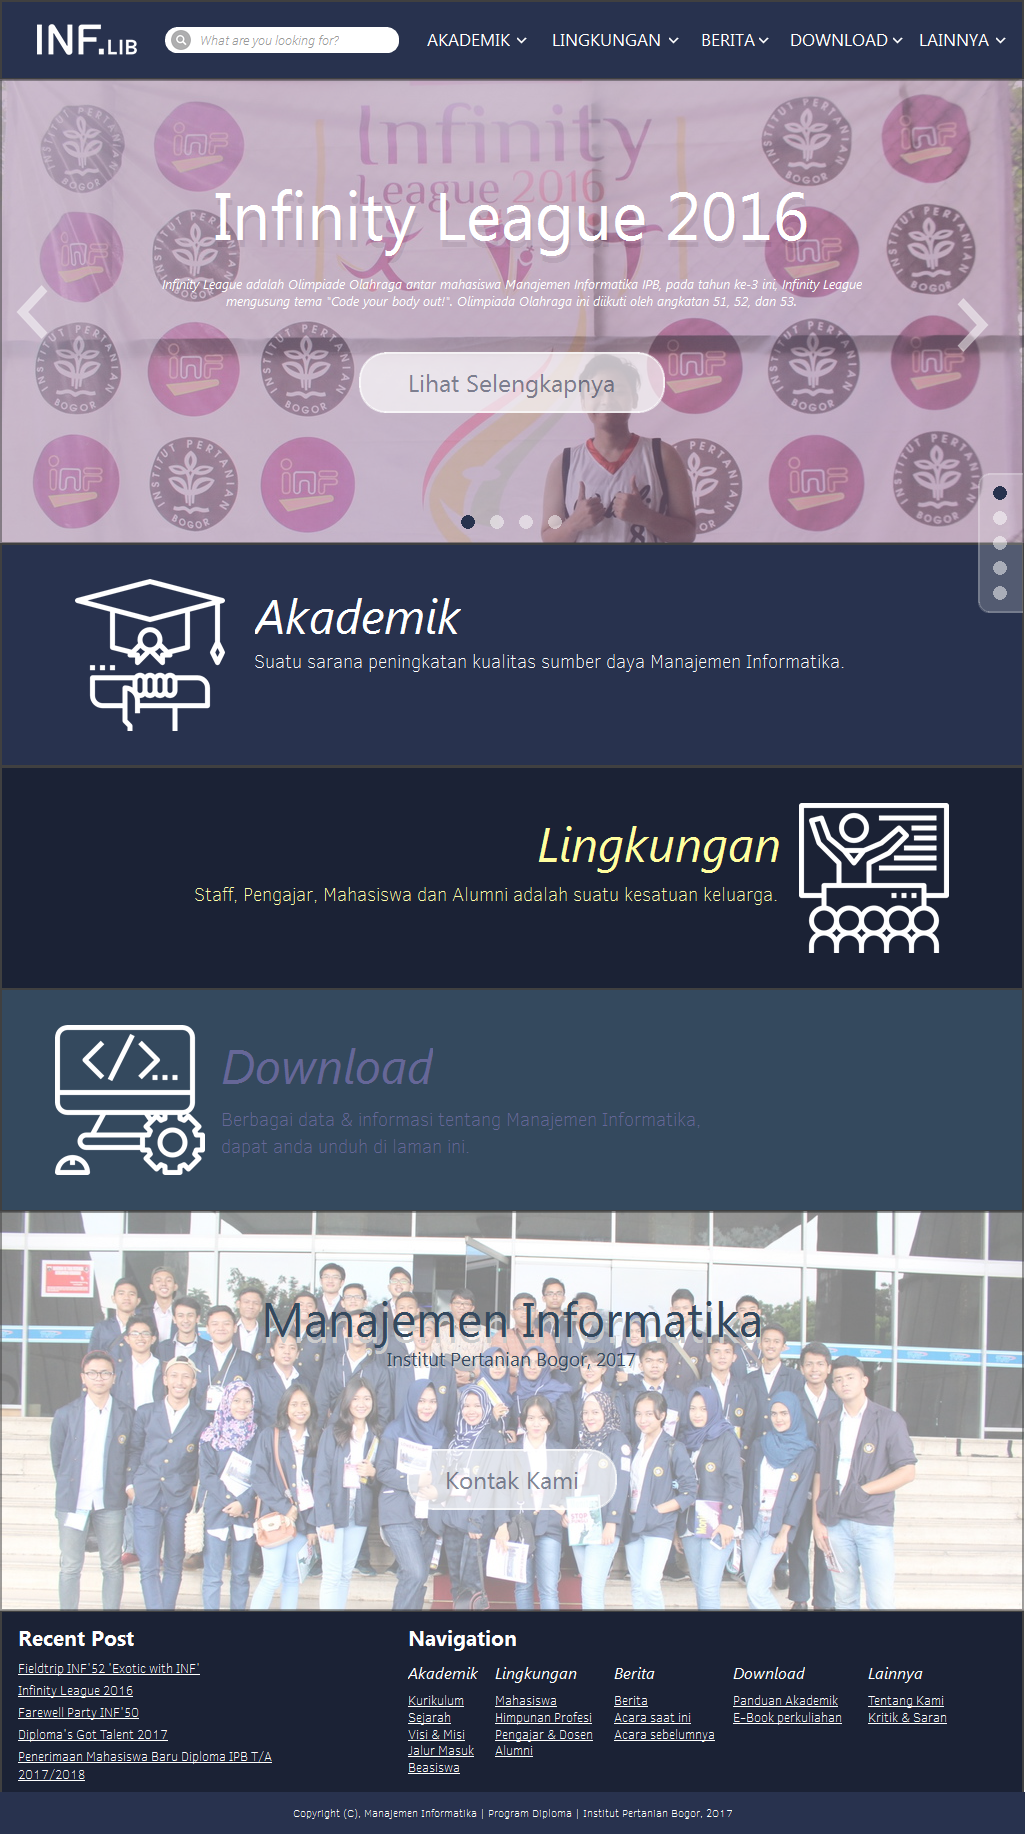 INF.LIB
What are you looking for?
AKADEMIK
LINGKUNGAN
BERITA
DOWNLOAD
LAINNYA
Infinity
League 2016
Infinity League 2016
Infinity League adalah Olimpiade Olahraga antar mahasiswa Manajemen Informatika IPB, pada tahun ke-3 ini, Infinity League
mengusung tema "Code your body out!". Olimpiada Olahraga ini diikuti oleh angkatan 51, 52, dan 53.
Lihat Selengkapnya
INSTITUT PERTANIAN
BOGOR
inF
Akademik
Suatu sarana peningkatan kualitas sumber daya Manajemen Informatika.
Lingkungan
Staff, Pengajar, Mahasiswa dan Alumni adalah suatu kesatuan keluarga.
Download
Berbagai data & informasi tentang Manajemen Informatika,
dapat anda unduh di laman ini.
Manajemen Informatika
Institut Pertanian Bogor, 2017
Kontak Kami
Recent Post
Fieldtrip INF'52 'Exotic with INF'
Infinity League 2016
Farewell Party INF'50
Diploma's Got Talent 2017
Penerimaan Mahasiswa Baru Diploma IPB T/A
2017/2018
Navigation
Akademik
Kurikulum
Sejarah
Visi & Misi
Jalur Masuk
Beasiswa
Lingkungan
Mahasiswa
Himpunan Profesi
Pengajar & Dosen
Alumni
Berita
Berita
Acara saat ini
Acara sebelumnya
Download
Panduan Akademik
E-Book perkuliahan
Lainnya
Tentang Kami
Kritik & Saran
Copyright (C), Manajemen Informatika | Program Diploma | Institut Pertanian Bogor, 2017